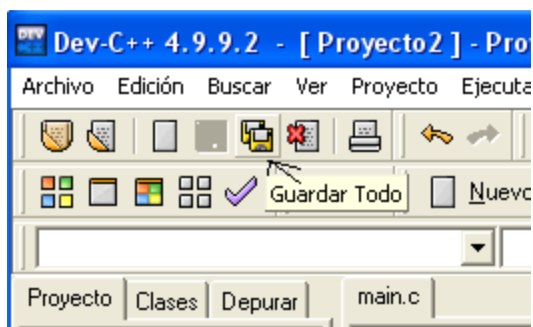 Dev-C++ 4.9.9.2 - [ Proyecto2 ] - Pro
Archivo Edición Buscar Ver Proyecto Ejecuta
Guardar Todo Nuevo
Proyecto Clases Depurar main.c